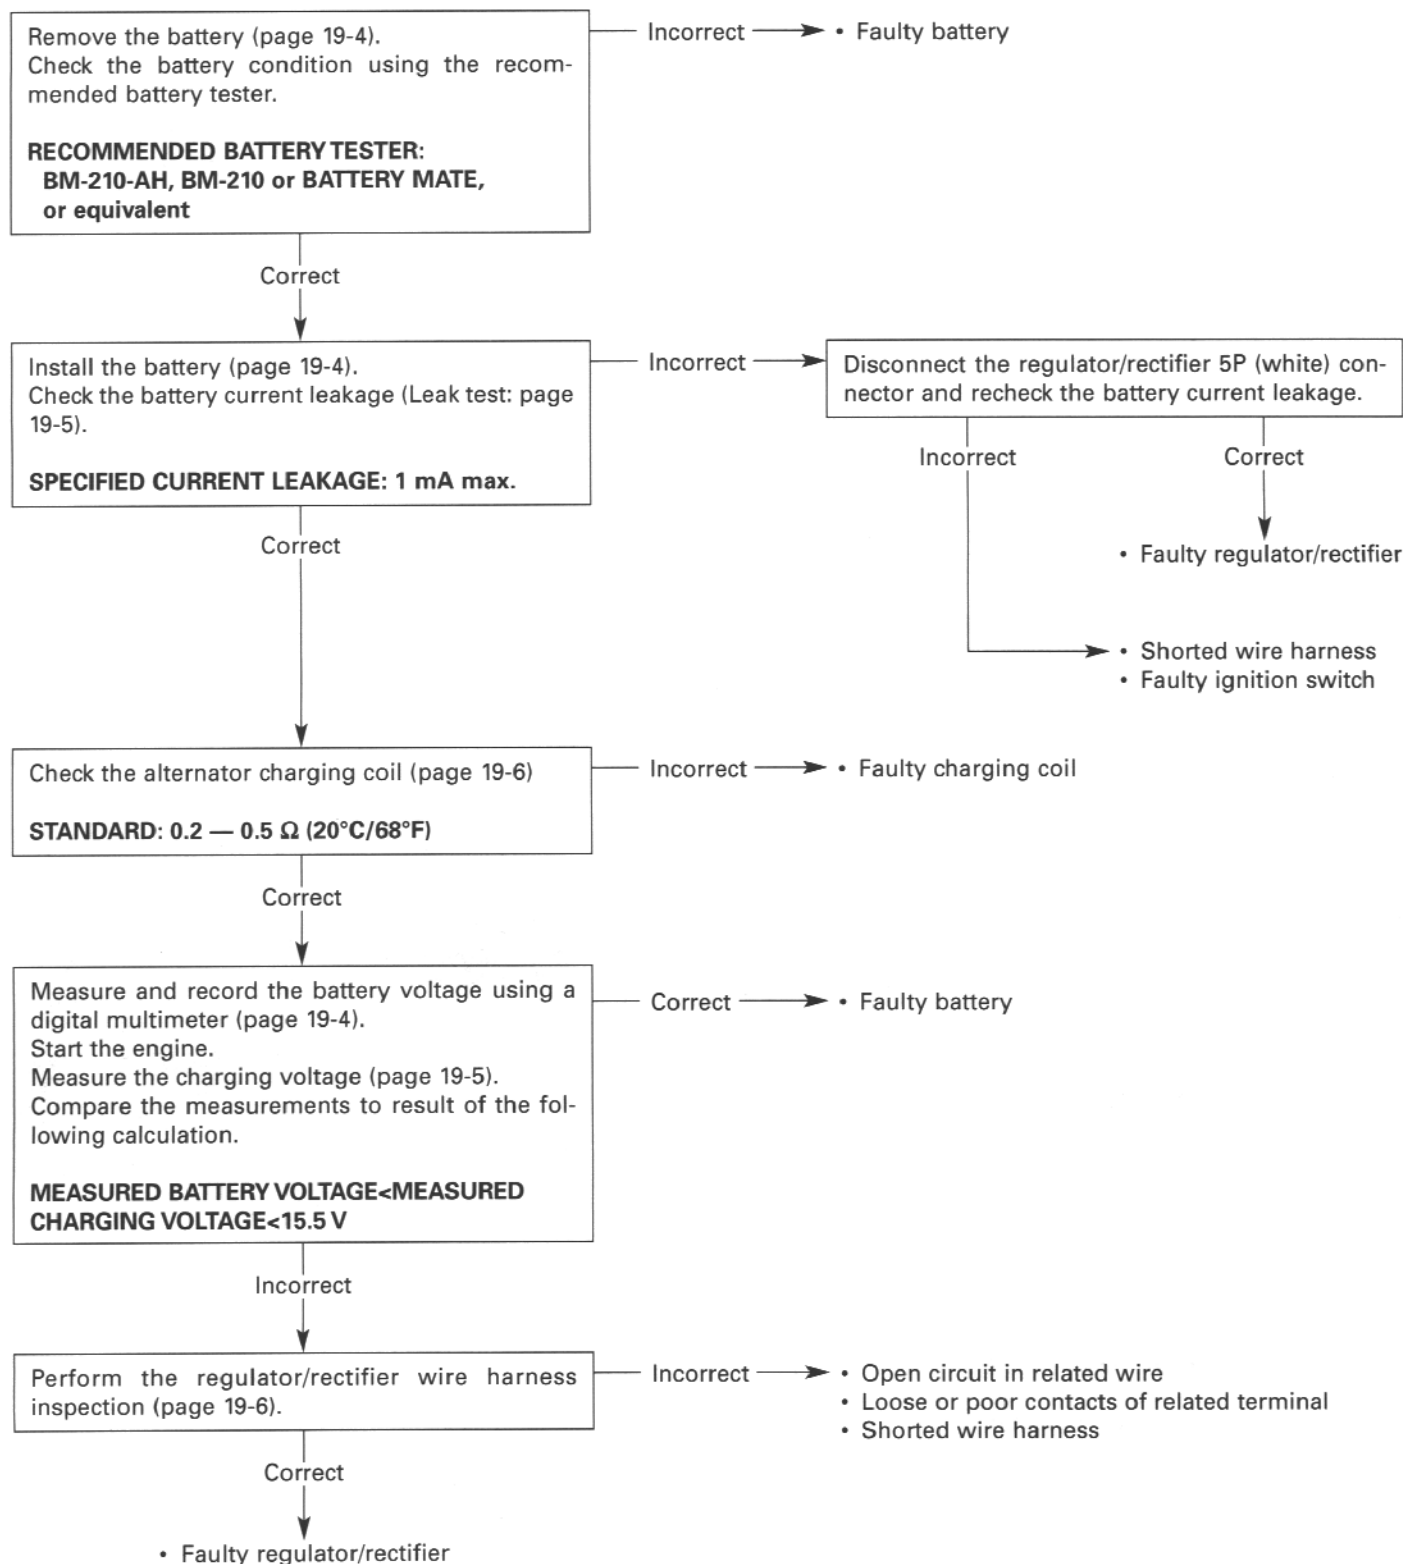 Remove the battery (page 19-4).
Check the battery condition using the recom-
mended battery tester.
RECOMMENDED BATTERY TESTER:
BM-210-AH, BM-210 or BATTERY MATE,
or equivalent
Incorrect
• Faulty battery
Correct
Install the battery (page 19-4).
Check the battery current leakage (Leak test: page
19-5).
SPECIFIED CURRENT LEAKAGE: 1 mA max.
Incorrect
Disconnect the regulator/rectifier 5P (white) con-
nector and recheck the battery current leakage.
Incorrect
Correct
• Faulty regulator/rectifier
• Shorted wire harness
• Faulty ignition switch
Correct
Check the alternator charging coil (page 19-6)
STANDARD: 0.2 — 0.5 Ω (20°C/68°F)
Incorrect
• Faulty charging coil
Correct
Measure and record the battery voltage using a
digital multimeter (page 19-4).
Start the engine.
Measure the charging voltage (page 19-5).
Compare the measurements to result of the fol-
lowing calculation.
MEASURED BATTERY VOLTAGE<MEASURED
CHARGING VOLTAGE<15.5 V
Correct
• Faulty battery
Incorrect
Perform the regulator/rectifier wire harness
inspection (page 19-6).
Incorrect
• Open circuit in related wire
• Loose or poor contacts of related terminal
• Shorted wire harness
Correct
• Faulty regulator/rectifier